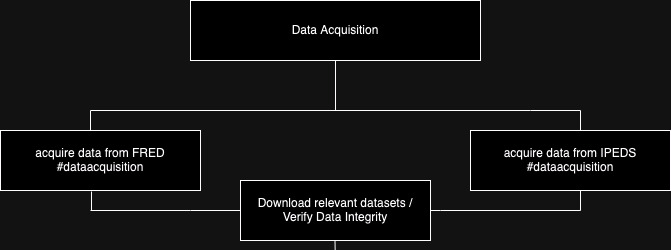 Data Acquisition
acquire data from FRED
#dataacquisition
acquire data from IPEDS
#dataacquisition
Download relevant datasets /
Verify Data Integrity